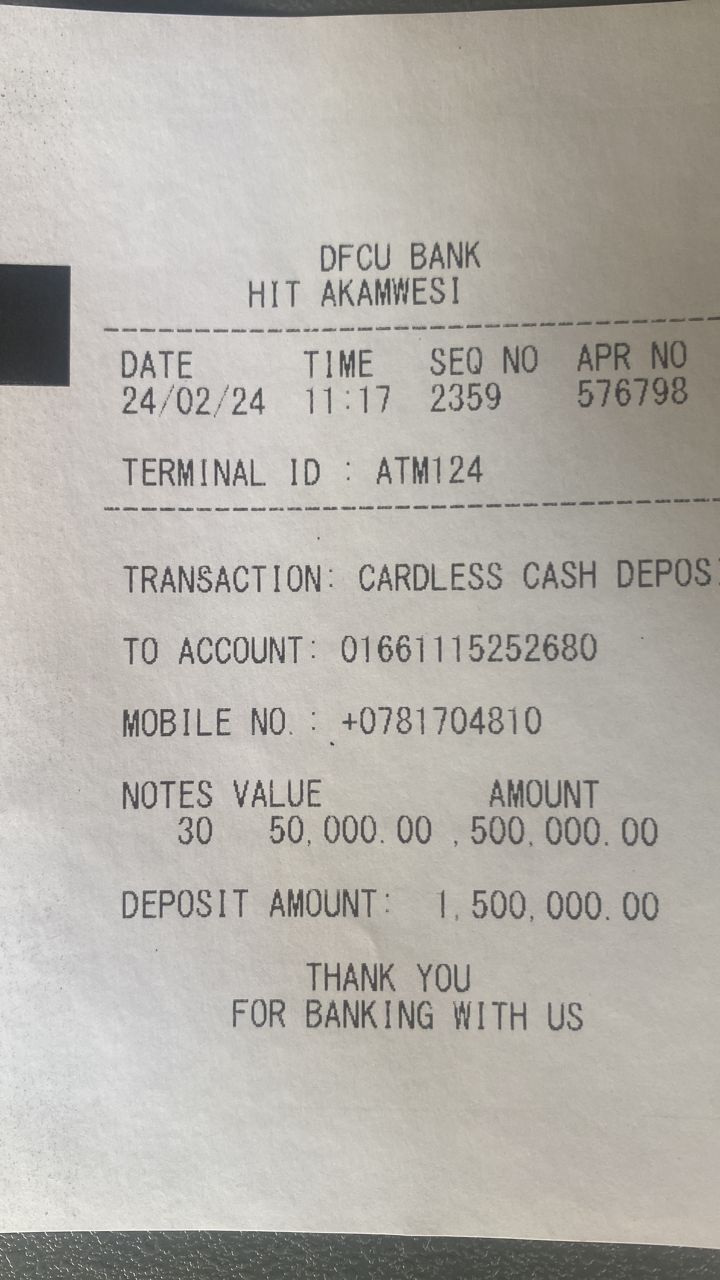 DFCU BANK
HIT AKAMWESI
DATE TIME SEQ NO APR NO
24/02/24 11:17 2359 576798
TERMINAL ID : ATM124
TRANSACTION: CARDLESS CASH DEPOS
TO ACCOUNT: 01661115252680
MOBILE NO. : +0781704810
NOTES VALUE AMOUNT
30 50,000.00 ,500,000.00
DEPOSIT AMOUNT: 1,500,000.00
THANK YOU
FOR BANKING WITH US